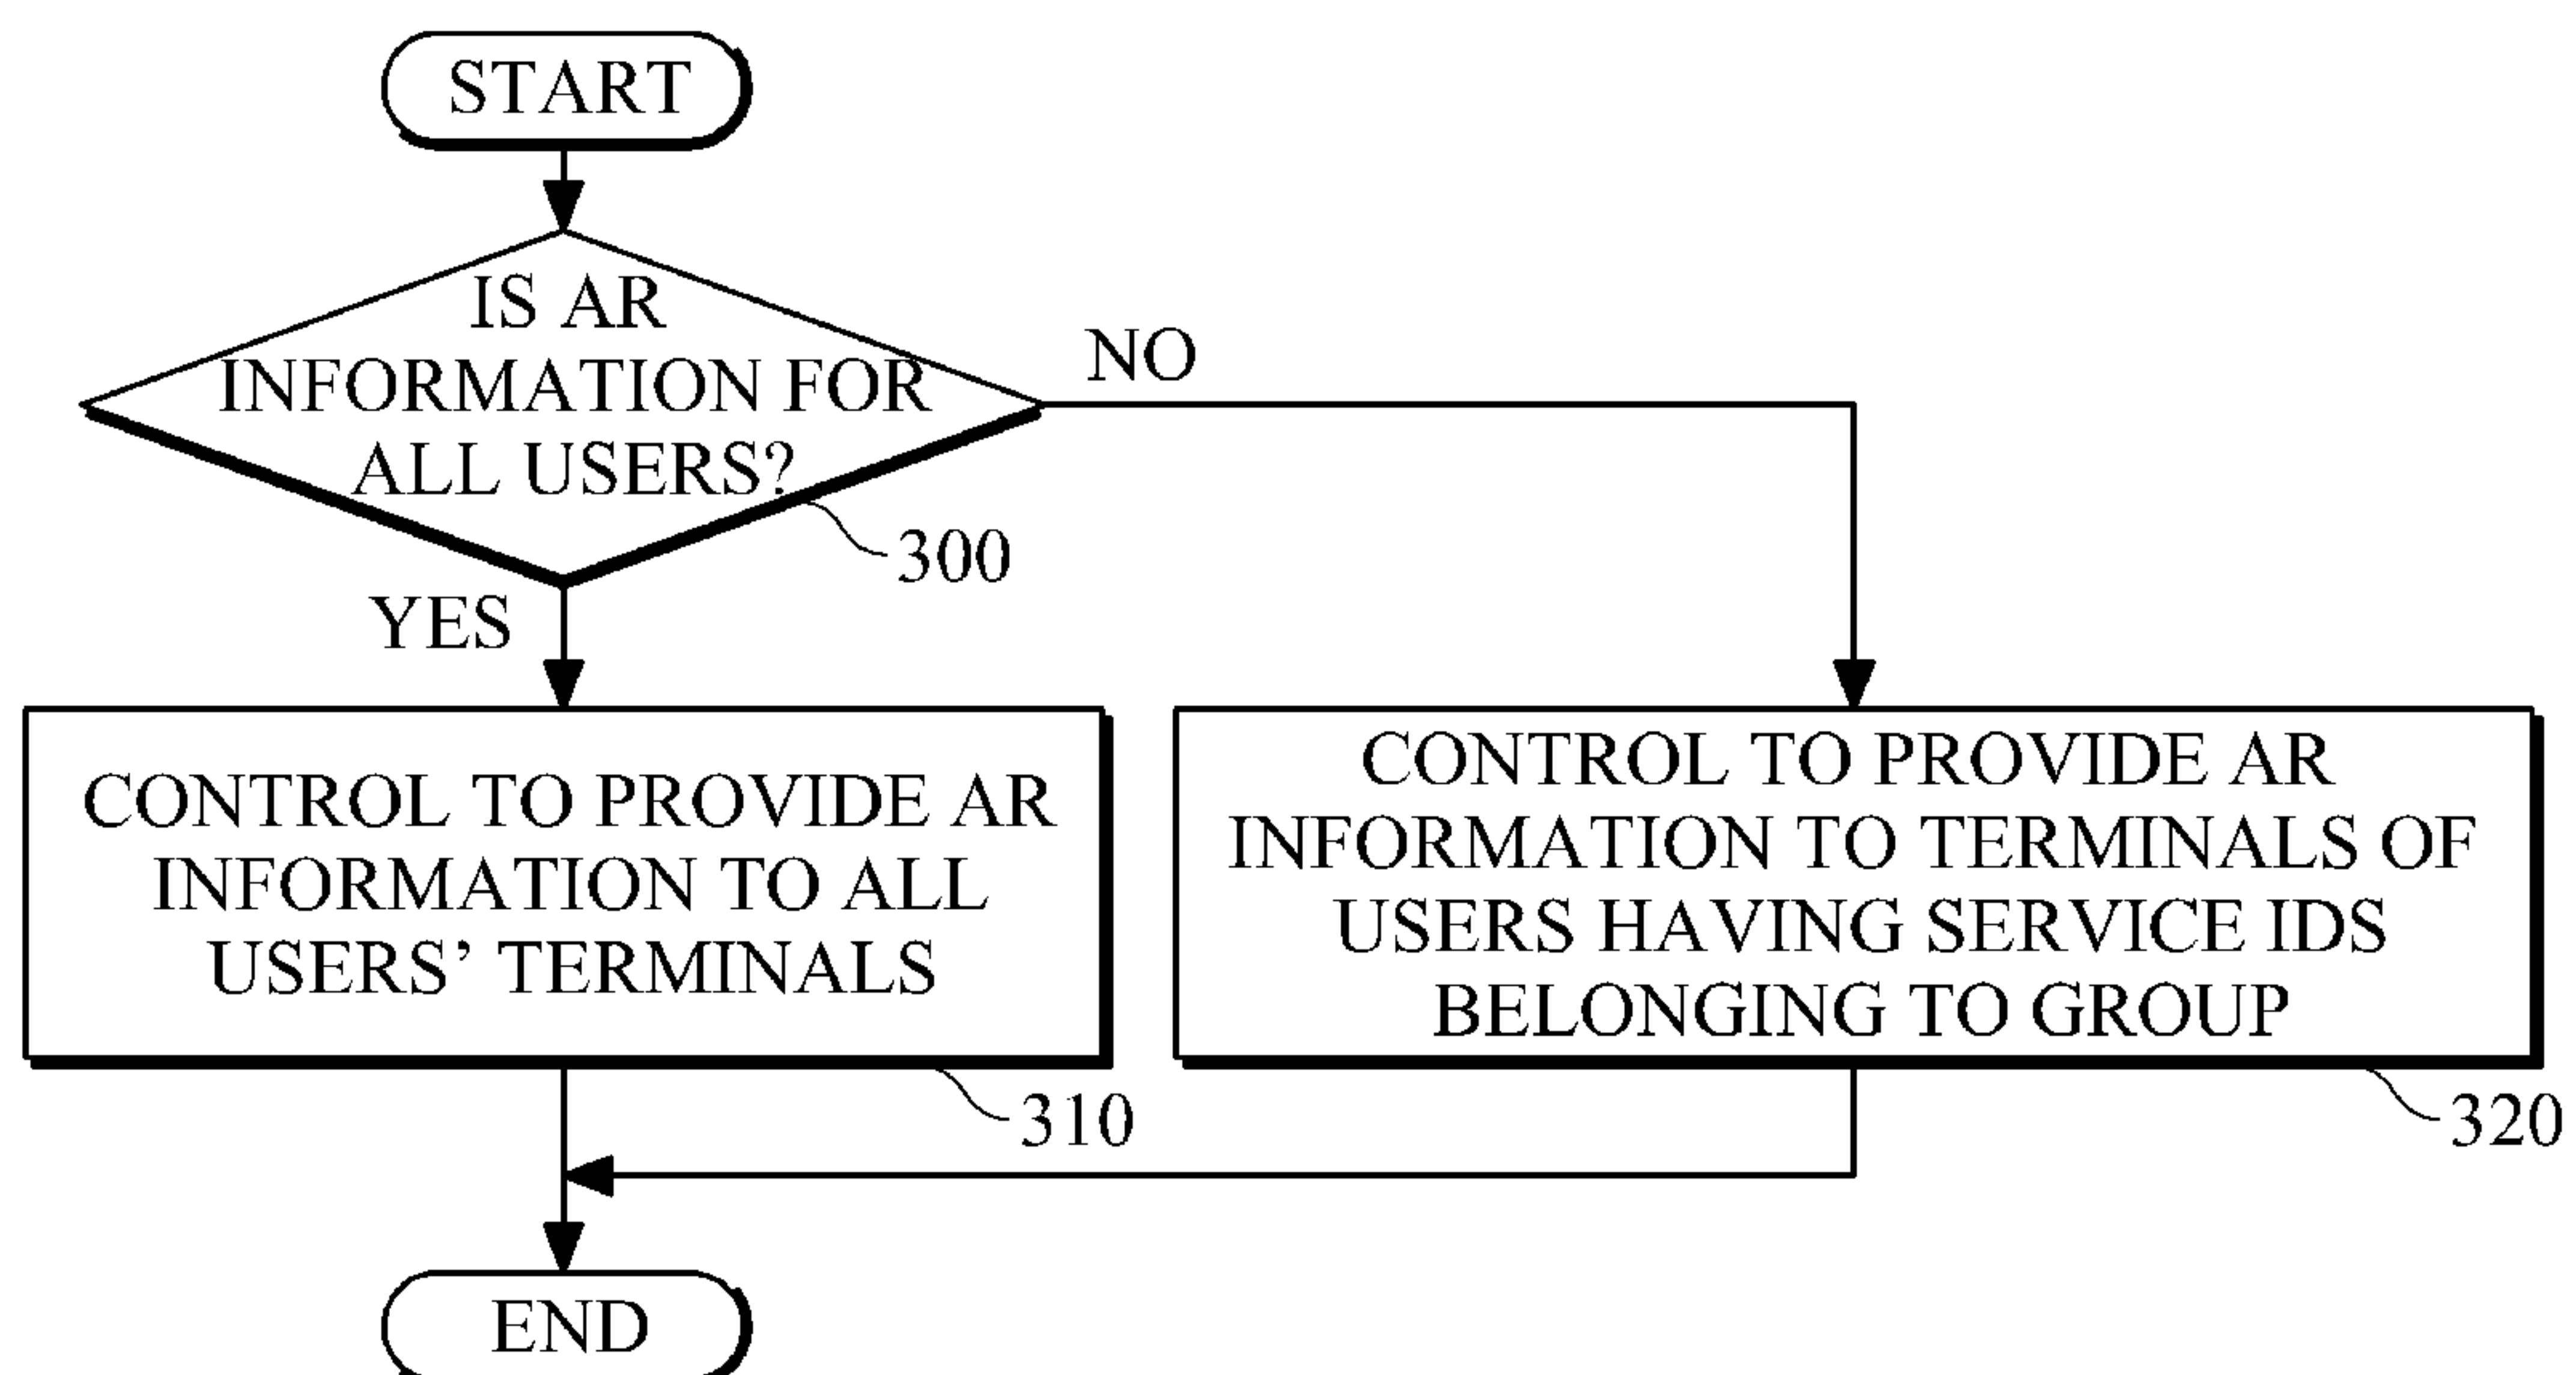 START
IS AR
INFORMATION FOR
ALL USERS?
NO
300
YES
CONTROL TO PROVIDE AR
INFORMATION TO ALL
USERS’ TERMINALS
310
CONTROL TO PROVIDE AR
INFORMATION TO TERMINALS OF
USERS HAVING SERVICE IDS
BELONGING TO GROUP
320
END